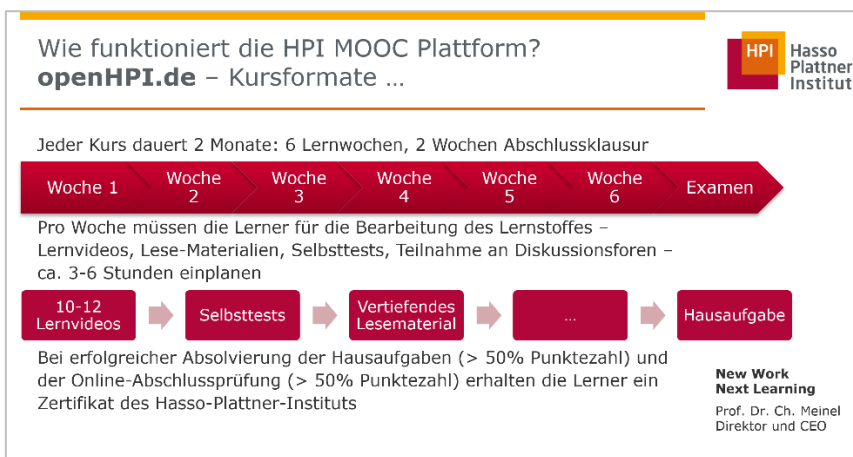 Wie funktioniert die HPI MOOC Plattform?
openHPI.de – Kursformate ...
HPI
Hasso
Plattner
Institut
Jeder Kurs dauert 2 Monate: 6 Lernwochen, 2 Wochen Abschlussklausur
Woche 1
Woche
2
Woche
3
Woche
4
Woche
5
Woche
6
Examen
Pro Woche müssen die Lerner für die Bearbeitung des Lernstoffes –
Lernvideos, Lese-Materialien, Selbsttests, Teilnahme an Diskussionsforen –
ca. 3-6 Stunden einplanen
10-12
Lernvideos
Selbsttests
Vertiefendes
Lesematerial
...
Hausaufgabe
Bei erfolgreicher Absolvierung der Hausaufgaben (> 50% Punktezahl) und
der Online-Abschlussprüfung (> 50% Punktezahl) erhalten die Lerner ein
Zertifikat des Hasso-Plattner-Instituts
New Work
Next Learning
Prof. Dr. Ch. Meinel
Direktor und CEO